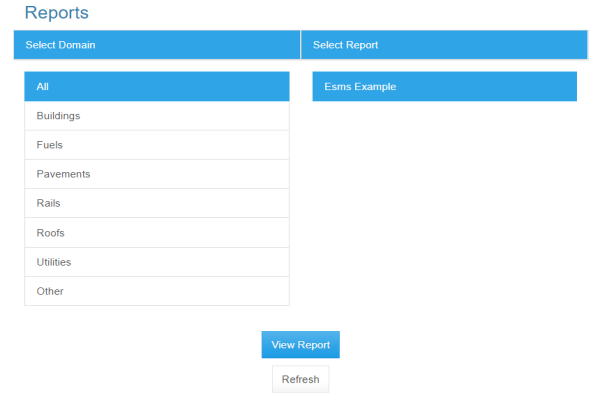 Reports
Select Domain
Select Report
All
Esms Example
Buildings
Fuels
Pavements
Rails
Roofs
Utilities
Other
View Report
Refresh